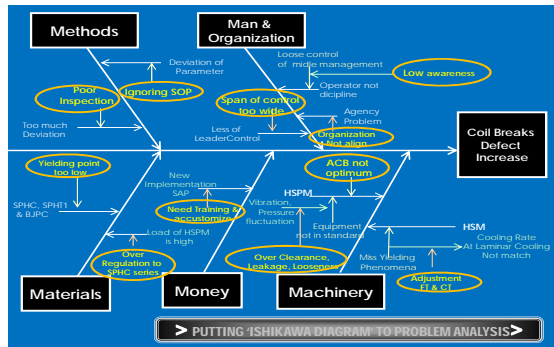 Methods
Man &
Organization
Deviation of
Parameter
Loose control
of midle management
Low awareness
Poor
Inspection
Ignoring SOP
Operator not
dicipline
Span of control
too wide
Agency
Problem
Too much
Deviation
Less of
LeaderControl
Organization
Not align
Coil Breaks
Defect
Increase
Yielding point
too low
ACB not
optimum
New
Implementation
SAP
HSPM
SPHC, SPHT1
& BJPC
Need Training &
accustomize
Vibration,
Pressure
fluctuation
Equipment
not in standard
HSM
Load of HSPM
is high
Cooling Rate
At Laminar Cooling
Not match
Over
Regulation to
SPHC series
Over Clearance,
Leakage, Looseness
Miss Yielding
Phenomena
Adjustment
FT & CT
Materials
Money
Machinery
> PUTTING 'ISHIKAWA DIAGRAM' TO PROBLEM ANALYSIS >